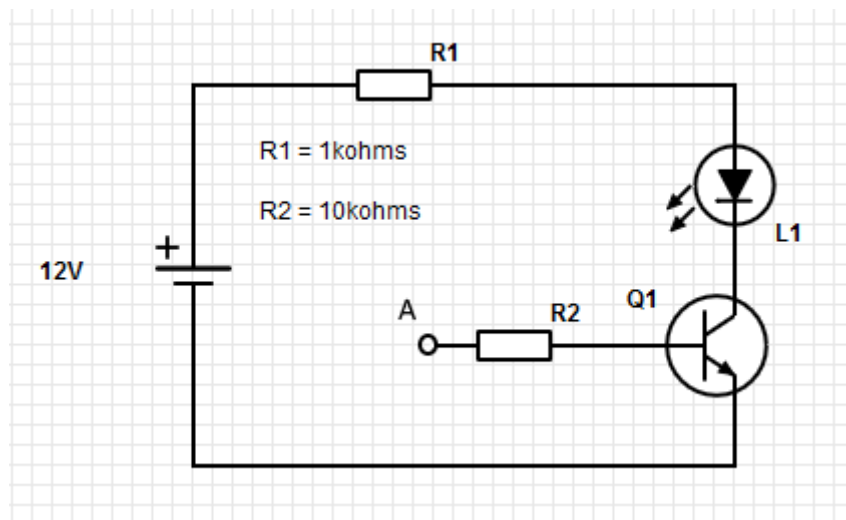 R1
R1 = 1kohms
R2 = 10kohms
L1
+
12V
Q1
A
R2